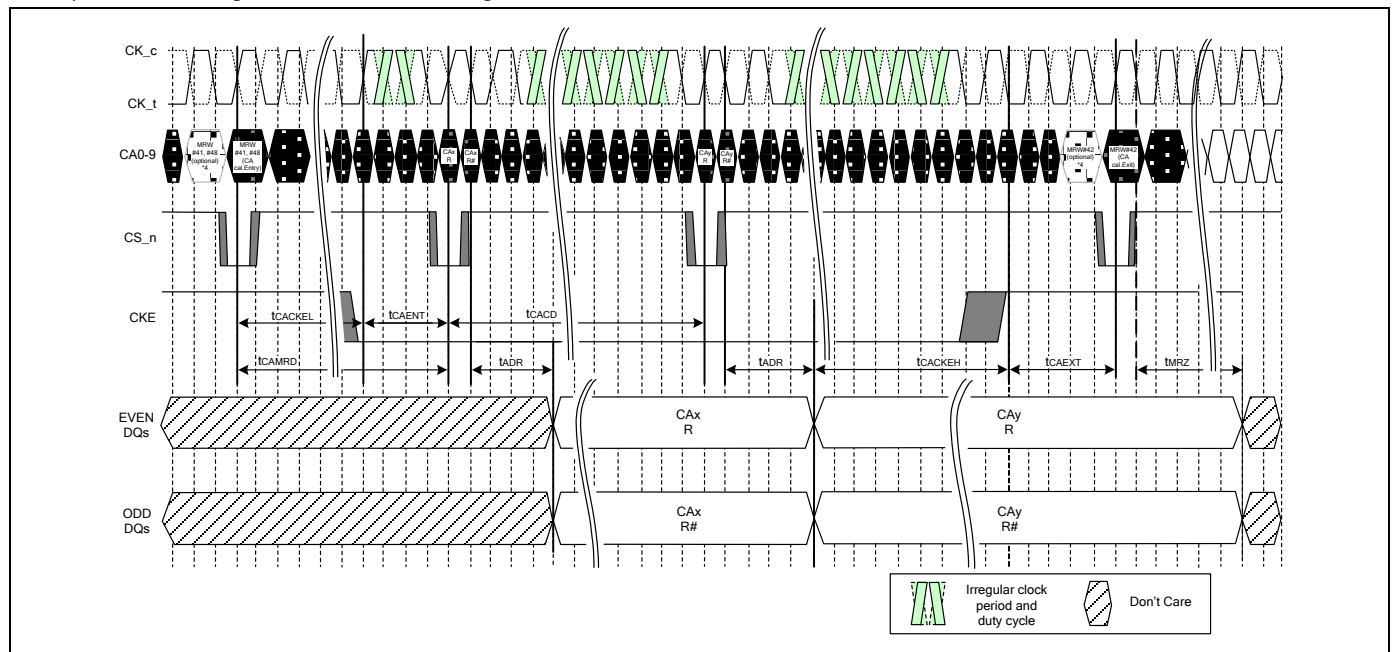 CK_c
CK_t
CA0-9
MRW
#41, #48
(optional)
*4
MRW
#41, #48
(CA
cal.Entry)
CAx
R
CAx
R#
CAy
R
CAy
R#
MRW#42
(optional)
*4
MRW#42
(CA
cal.Exit)
CS_n
CKE
tCACKEL
tCAENT
tCACD
tCAMRD
tADR
tADR
tCACKEH
tCAEXT
tMRZ
EVEN
DQs
CAx
R
CAy
R
ODD
DQs
CAx
R#
CAy
R#
Irregular clock
period and
duty cycle
Don't Care